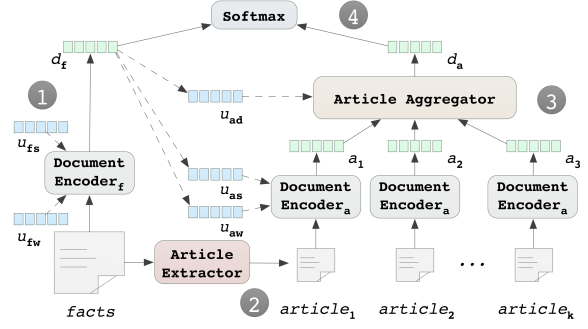 Softmax
4
d_f
d_a
1
u_ad
Article Aggregator
3
u_fs
a_1
a_2
a_3
Document
Encoder_f
u_as
Document
Encoder_a
Document
Encoder_a
Document
Encoder_a
u_fw
u_aw
Article
Extractor
...
2
facts
article_1
article_2
article_k